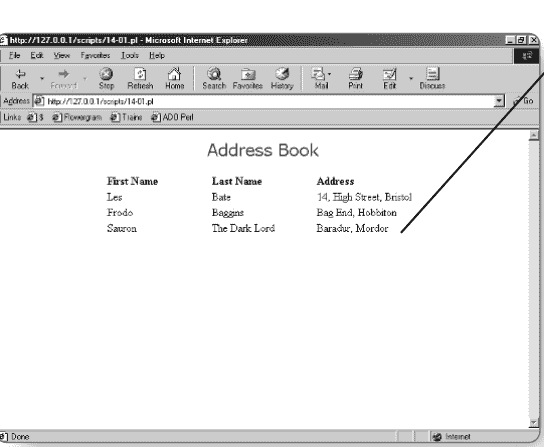 http://127.0.0.1/scripts/14-01.pl - Microsoft Internet Explorer
File Edit View Favorites Tools Help
Back Forward Stop Refresh Home Search Favorites History Mail Print Edit Discuss
Address http://127.0.0.1/scripts/14-01.pl Go
Links $ Flowergram Trains ADO Perl
Address Book
First Name Last Name Address
Les Bate 14, High Street, Bristol
Frodo Baggins Bag End, Hobbiton
Sauron The Dark Lord Baradur, Mordor
Done Internet